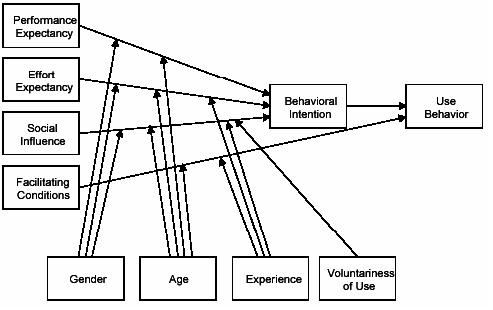 Performance
Expectancy
Effort
Expectancy
Social
Influence
Facilitating
Conditions
Behavioral
Intention
Use
Behavior
Gender
Age
Experience
Voluntariness
of Use